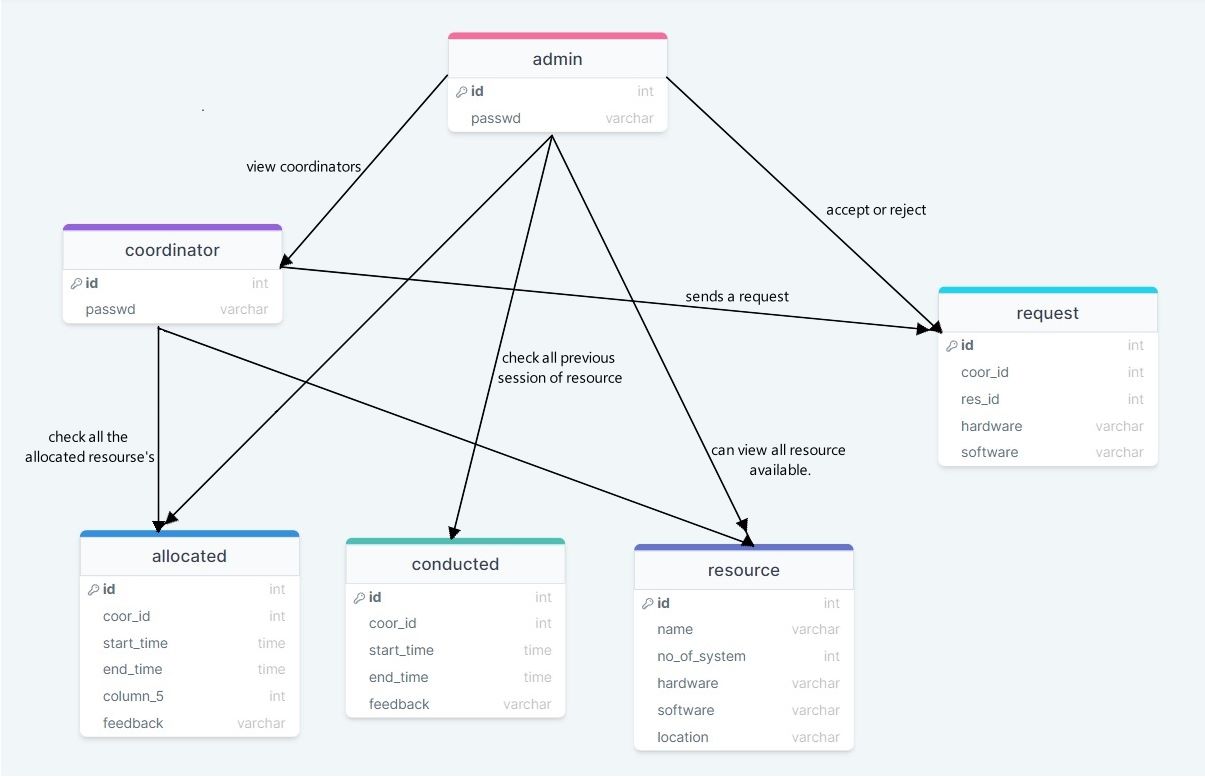 admin
id int
passwd varchar
view coordinators
accept or reject
coordinator
id int
passwd varchar
sends a request
request
id int
coor_id int
res_id int
hardware varchar
software varchar
check all previous
session of resource
check all the
allocated resourse's
can view all resource
available.
allocated
id int
coor_id int
start_time time
end_time time
column_5 int
feedback varchar
conducted
id int
coor_id int
start_time time
end_time time
feedback varchar
resource
id int
name varchar
no_of_system int
hardware varchar
software varchar
location varchar